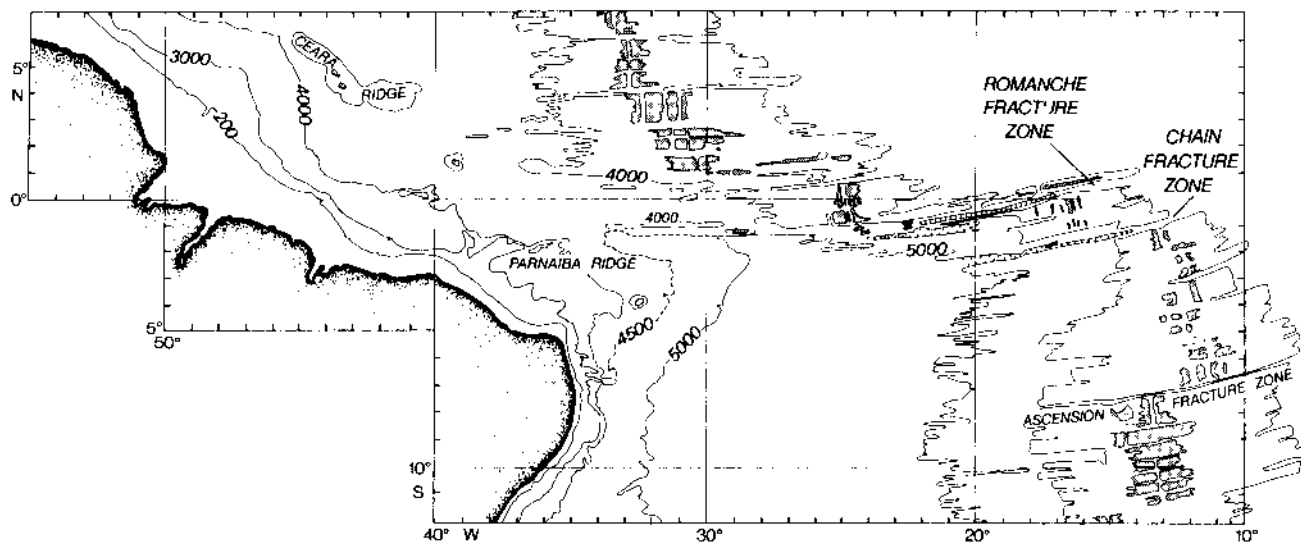 CEARA
RIDGE
3000
4000
200
5°
N
ROMANCHE
FRACTURE
ZONE
CHAIN
FRACTURE
ZONE
4000
0°
4000
5000
PARNAIBA RIDGE
4500
5000
5°
50°
ASCENSION
FRACTURE ZONE
10°
S
40° W
30°
20°
10°